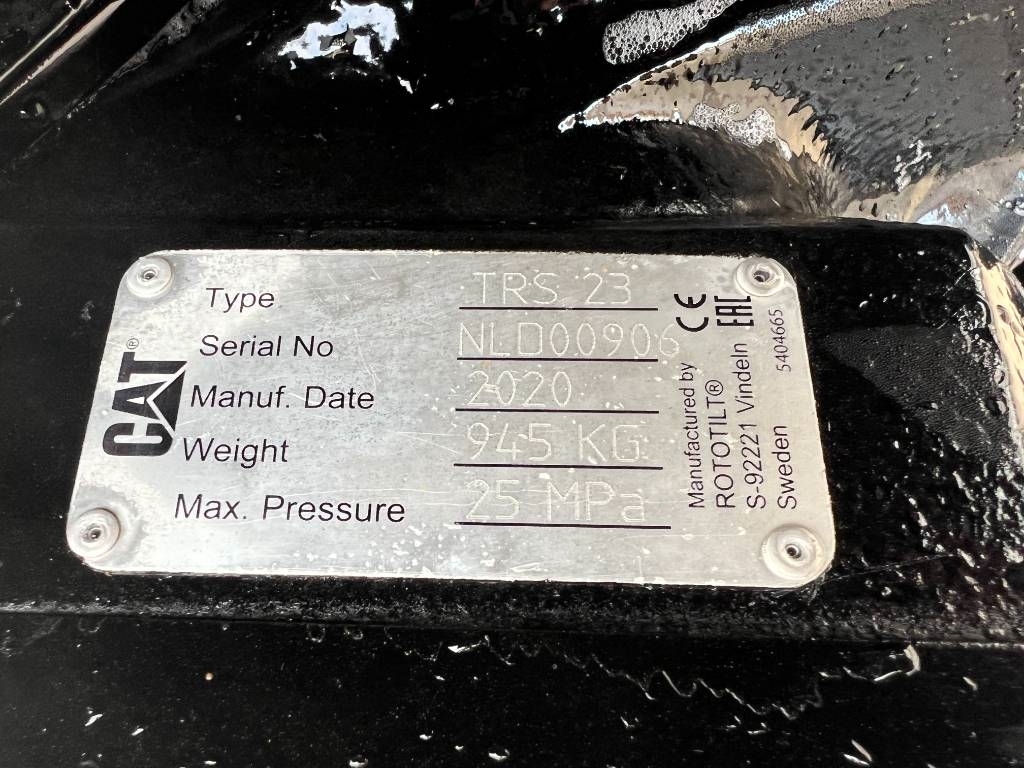 CAT®
Type TRS 23
Serial No NLD00906
Manuf. Date 2020
Weight 945 KG
Max. Pressure 25 MPa
CE EAC
Manufactured by
ROTOTILT®
S-92221 Vindeln
Sweden
5404665